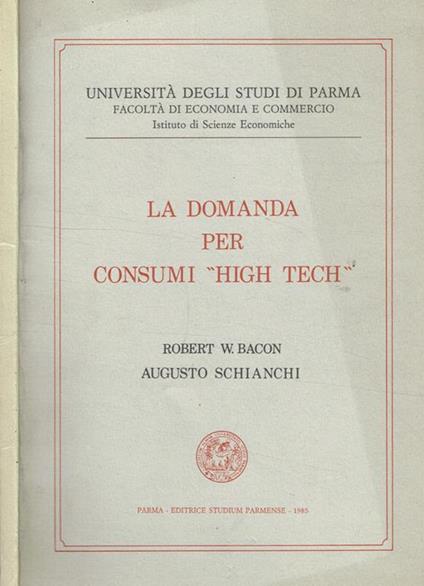 UNIVERSITÀ DEGLI STUDI DI PARMA
FACOLTÀ DI ECONOMIA E COMMERCIO
Istituto di Scienze Economiche
LA DOMANDA
PER
CONSUMI "HIGH TECH"
ROBERT W. BACON
AUGUSTO SCHIANCHI
PARMA - EDITRICE STUDIUM PARMENSE - 1985